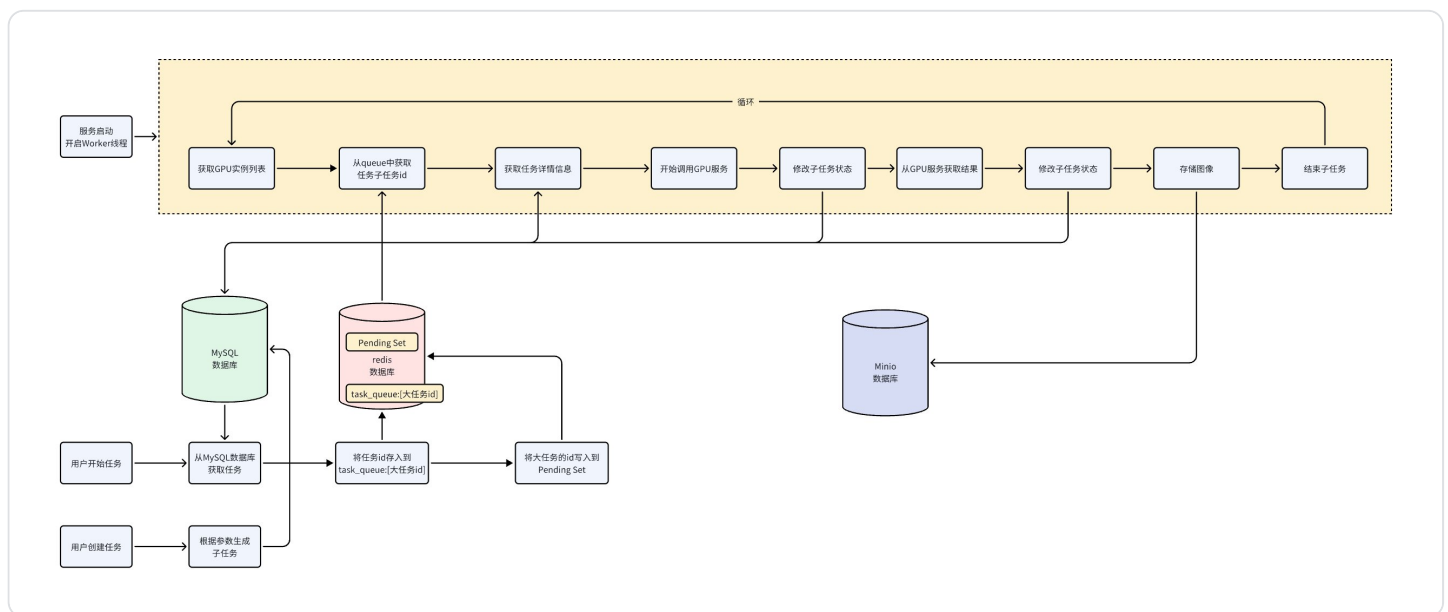 循环
服务启动
开启Worker线程
获取GPU实例列表
从queue中获取
任务子任务id
获取任务详情信息
开始调用GPU服务
修改子任务状态
从GPU服务获取结果
修改子任务状态
存储图像
结束子任务
MySQL
数据库
Pending Set
redis
数据库
task_queue:[大任务id]
Minio
数据库
用户开始任务
从MySQL数据库
获取任务
将任务id存入到
task_queue:[大任务id]
将大任务的id写入到
Pending Set
用户创建任务
根据参数生成
子任务